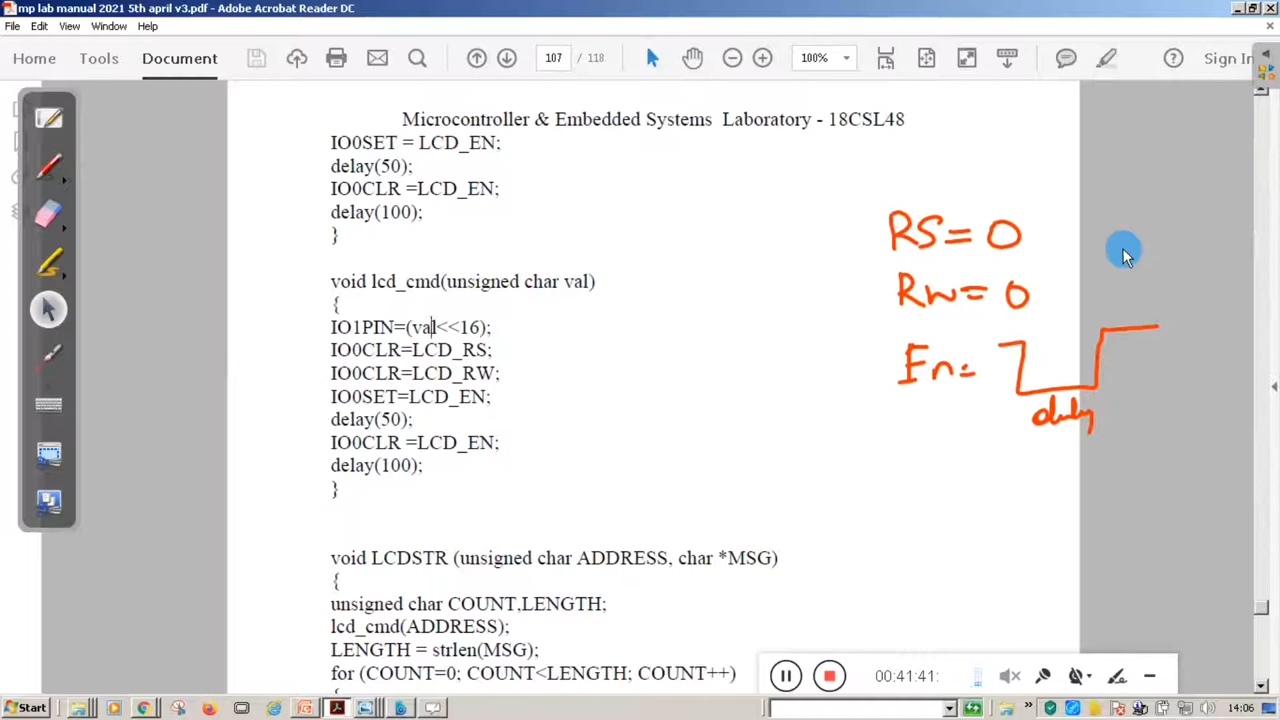 mp lab manual 2021 5th april v3.pdf - Adobe Acrobat Reader DC
File Edit View Window Help
Home Tools Document 107 / 118 100% Sign In
Microcontroller & Embedded Systems Laboratory - 18CSL48
IO0SET = LCD_EN;
delay(50);
IO0CLR =LCD_EN;
delay(100);
}
void lcd_cmd(unsigned char val)
{
IO1PIN=(val<<16);
IO0CLR=LCD_RS;
IO0CLR=LCD_RW;
IO0SET=LCD_EN;
delay(50);
IO0CLR =LCD_EN;
delay(100);
}
void LCDSTR (unsigned char ADDRESS, char *MSG)
{
unsigned char COUNT,LENGTH;
lcd_cmd(ADDRESS);
LENGTH = strlen(MSG);
for (COUNT=0; COUNT<LENGTH; COUNT++)
{
RS = 0
RW = 0
En =
delay
00:41:41
Start 14:06